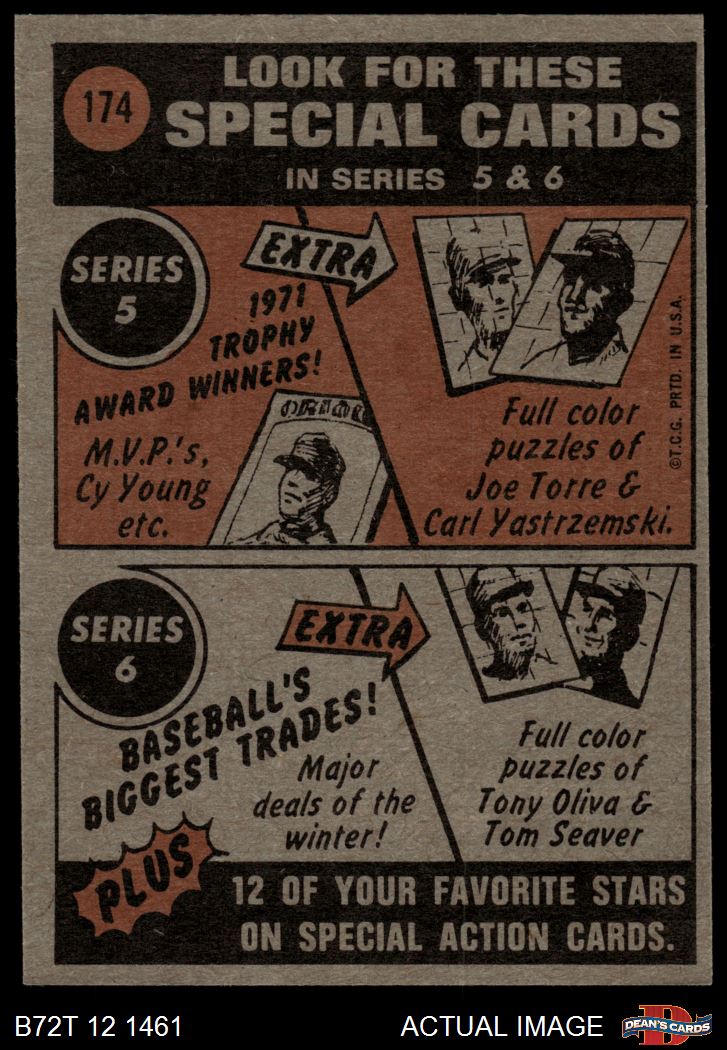 174
LOOK FOR THESE
SPECIAL CARDS
IN SERIES 5 & 6
SERIES
5
EXTRA
1971
TROPHY
AWARD WINNERS!
M.V.P.'s,
Cy Young
etc.
Full color
puzzles of
Joe Torre &
Carl Yastrzemski.
©T.C.G. PRTD. IN U.S.A.
SERIES
6
EXTRA
BASEBALL'S
BIGGEST TRADES!
Major
deals of the
winter!
Full color
puzzles of
Tony Oliva &
Tom Seaver
PLUS
12 OF YOUR FAVORITE STARS
ON SPECIAL ACTION CARDS.
B72T 12 1461
ACTUAL IMAGE
D
DEAN'S CARDS